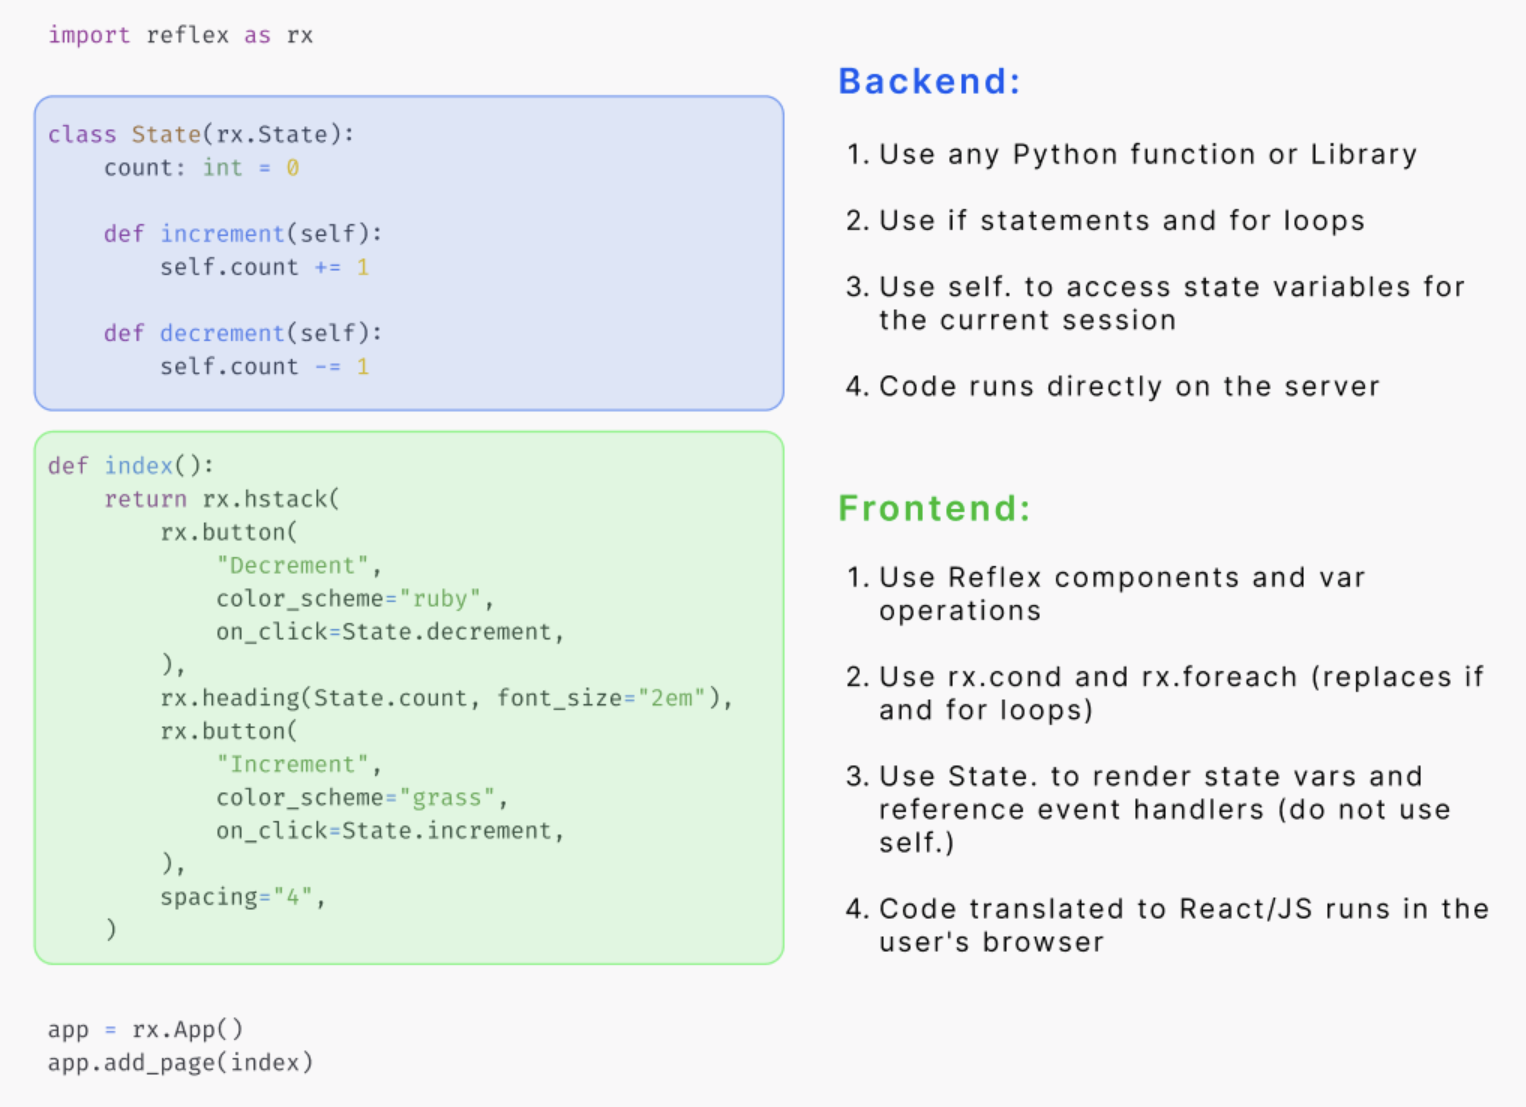 import reflex as rx
class State(rx.State):
    count: int = 0
    def increment(self):
        self.count += 1
    def decrement(self):
        self.count -= 1
def index():
    return rx.hstack(
        rx.button(
            "Decrement",
            color_scheme="ruby",
            on_click=State.decrement,
        ),
        rx.heading(State.count, font_size="2em"),
        rx.button(
            "Increment",
            color_scheme="grass",
            on_click=State.increment,
        ),
        spacing="4",
    )
app = rx.App()
app.add_page(index)
Backend:
1. Use any Python function or Library
2. Use if statements and for loops
3. Use self. to access state variables for
the current session
4. Code runs directly on the server
Frontend:
1. Use Reflex components and var
operations
2. Use rx.cond and rx.foreach (replaces if
and for loops)
3. Use State. to render state vars and
reference event handlers (do not use
self.)
4. Code translated to React/JS runs in the
user's browser